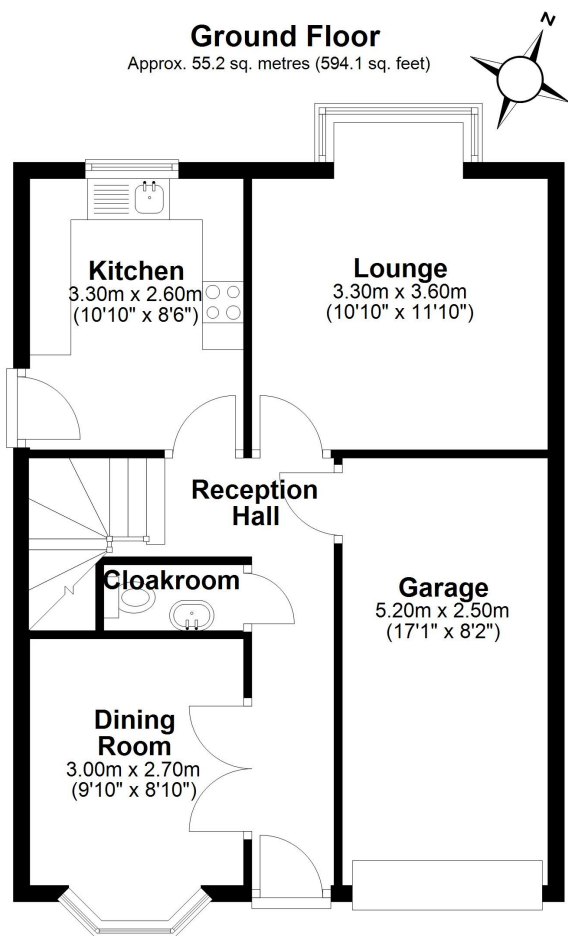 Ground Floor
Approx. 55.2 sq. metres (594.1 sq. feet)
N
Kitchen
3.30m x 2.60m
(10'10" x 8'6")
Lounge
3.30m x 3.60m
(10'10" x 11'10")
Reception
Hall
Cloakroom
Garage
5.20m x 2.50m
(17'1" x 8'2")
Dining
Room
3.00m x 2.70m
(9'10" x 8'10")